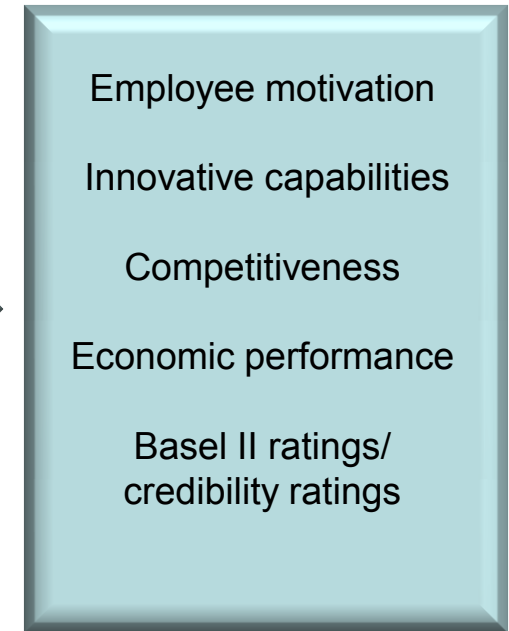 Employee motivation
Innovative capabilities
Competitiveness
Economic performance
Basel II ratings/
credibility ratings